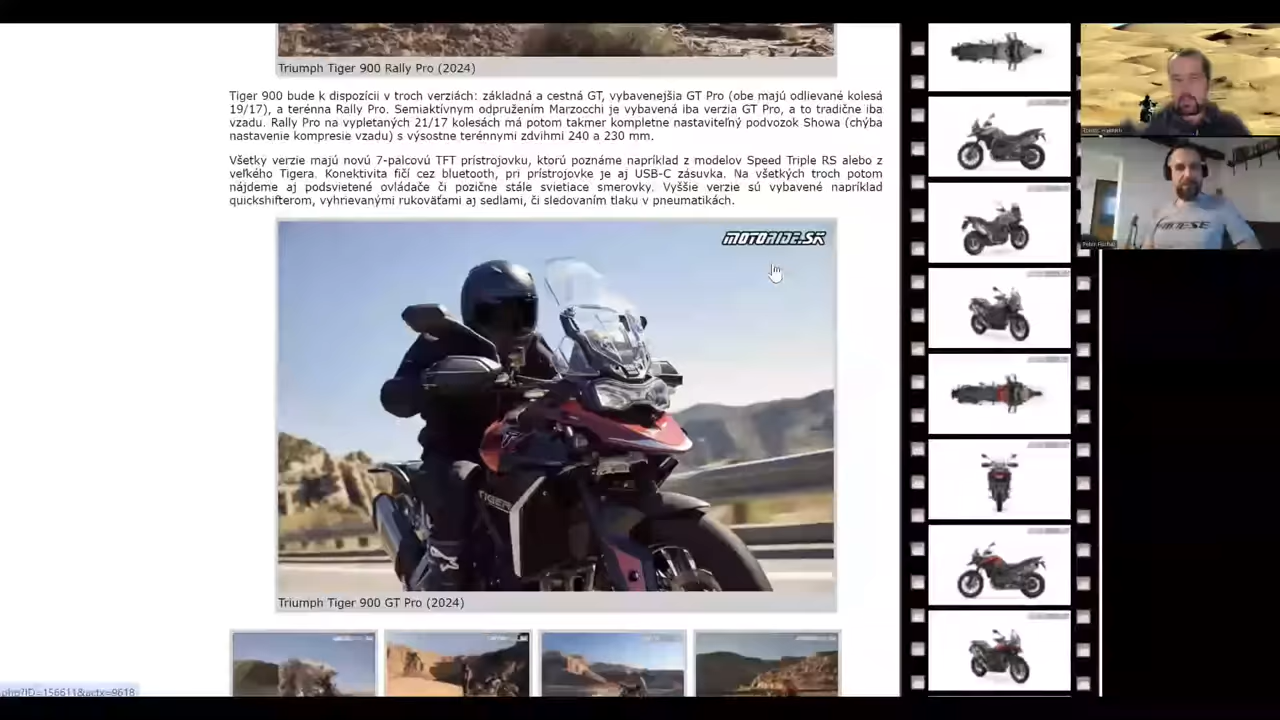 Triumph Tiger 900 Rally Pro (2024)
Tiger 900 bude k dispozícii v troch verziách: základná a cestná GT, vybavenejšia GT Pro (obe majú odlievané kolesá
19/17), a terénna Rally Pro. Semiaktívnym odpružením Marzocchi je vybavená iba verzia GT Pro, a to tradične iba
vzadu. Rally Pro na vypletaných 21/17 kolesách má potom takmer kompletne nastaviteľný podvozok Showa (chýba
nastavenie kompresie vzadu) s výsostne terénnymi zdvihmi 240 a 230 mm.
Všetky verzie majú novú 7-palcovú TFT prístrojovku, ktorú poznáme napríklad z modelov Speed Triple RS alebo z
veľkého Tigera. Konektivita fičí cez bluetooth, pri prístrojovke je aj USB-C zásuvka. Na všetkých troch potom
nájdeme aj podsvietené ovládače či pozične stále svietiace smerovky. Vyššie verzie sú vybavené napríklad
quickshifterom, vyhrievanými rukoväťami aj sedlami, či sledovaním tlaku v pneumatikách.
MOTORIDE.SK
TIGER
Triumph Tiger 900 GT Pro (2024)
php?ID=156611&actx=9618